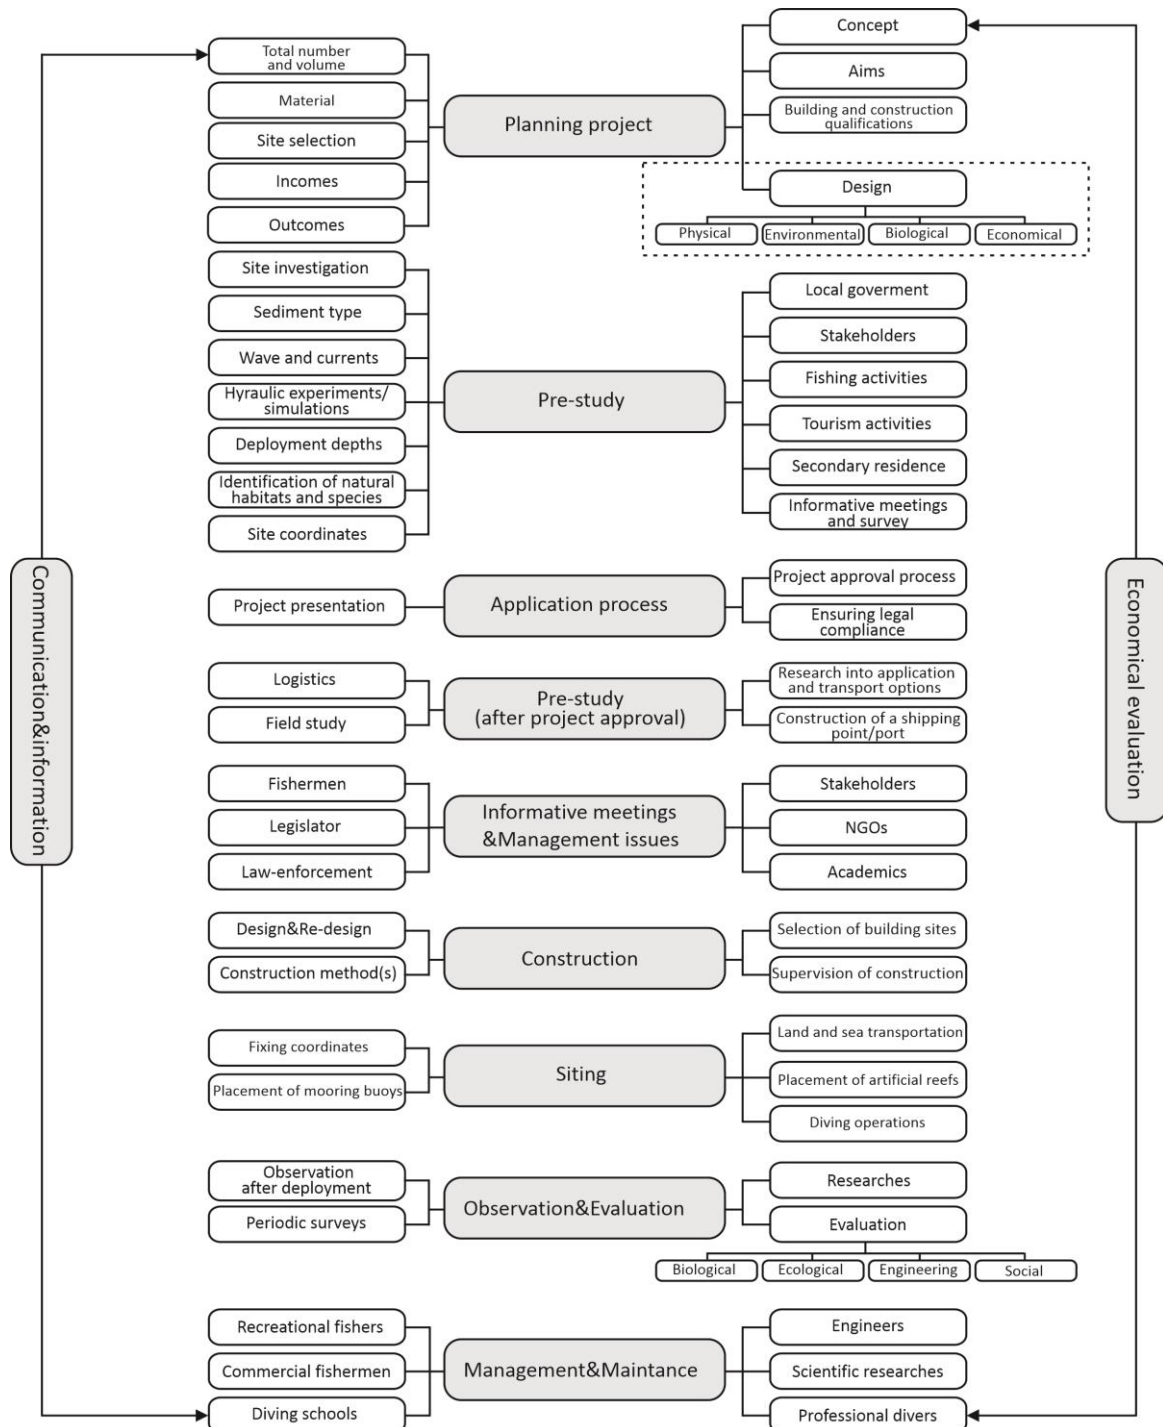 Total number
and volume
Material
Site selection
Incomes
Outcomes
Planning project
Concept
Aims
Building and construction
qualifications
Design
Physical
Environmental
Biological
Economical
Site investigation
Sediment type
Wave and currents
Hyraulic experiments/
simulations
Deployment depths
Identification of natural
habitats and species
Site coordinates
Pre-study
Local goverment
Stakeholders
Fishing activities
Tourism activities
Secondary residence
Informative meetings
and survey
Communication&information
Economical evaluation
Project presentation
Application process
Project approval process
Ensuring legal
compliance
Logistics
Field study
Pre-study
(after project approval)
Research into application
and transport options
Construction of a shipping
point/port
Fishermen
Legislator
Law-enforcement
Informative meetings
&Management issues
Stakeholders
NGOs
Academics
Design&Re-design
Construction method(s)
Construction
Selection of building sites
Supervision of construction
Fixing coordinates
Placement of mooring buoys
Siting
Land and sea transportation
Placement of artificial reefs
Diving operations
Observation
after deployment
Periodic surveys
Observation&Evaluation
Researches
Evaluation
Biological
Ecological
Engineering
Social
Recreational fishers
Commercial fishermen
Diving schools
Management&Maintance
Engineers
Scientific researches
Professional divers